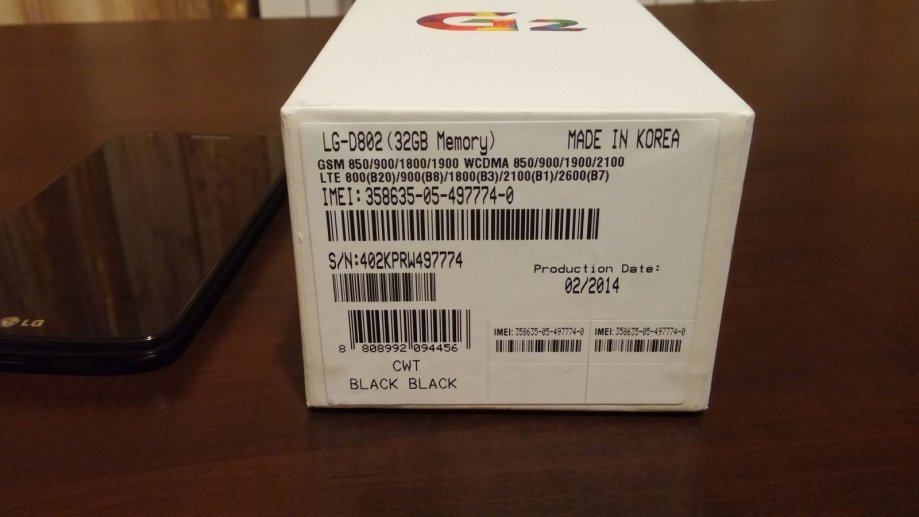 G2
LG-D802(32GB Memory) MADE IN KOREA
GSM 850/900/1800/1900 WCDMA 850/900/1900/2100
LTE 800(B20)/900(B8)/1800(B3)/2100(B1)/2600(B7)
IMEI:358635-05-497774-0
S/N:402KPRW497774
Production Date:
02/2014
IMEI: 358635-05-497774-0 IMEI: 358635-05-497774-0
8 808992 094456
CWT
BLACK BLACK
LG